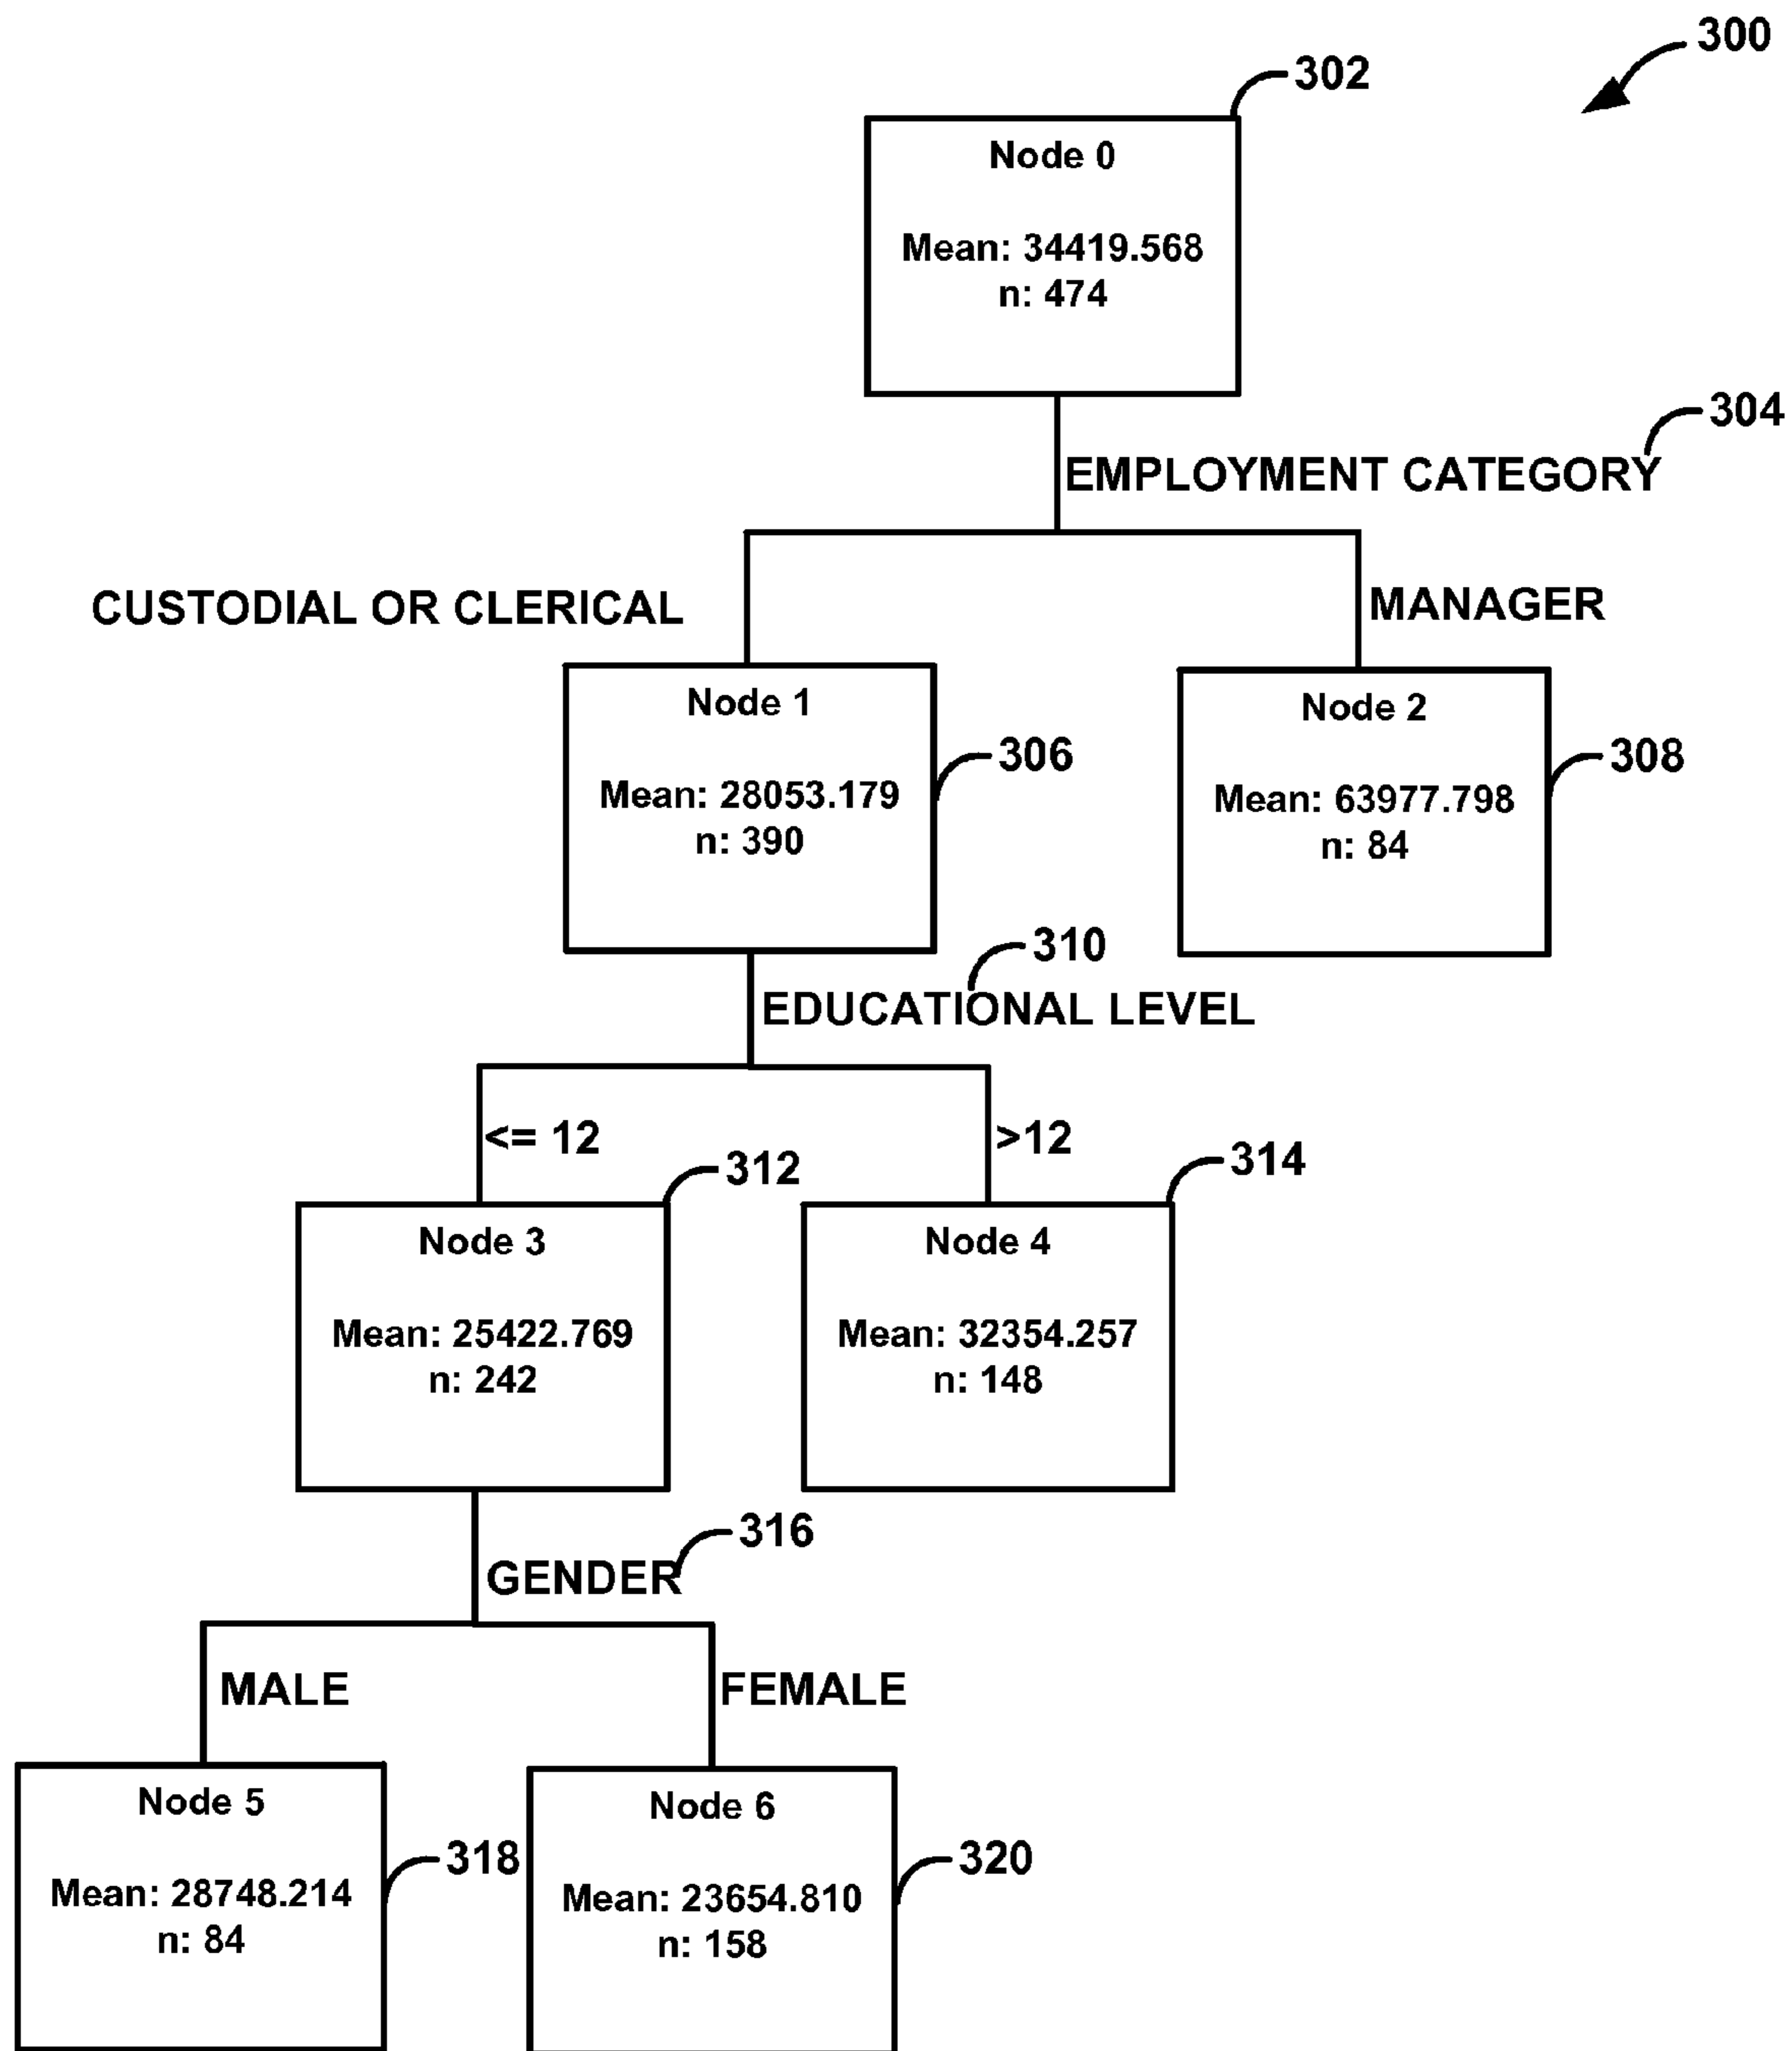 300
302
Node 0
Mean: 34419.568
n: 474
304
EMPLOYMENT CATEGORY
CUSTODIAL OR CLERICAL
MANAGER
Node 1
Mean: 28053.179
n: 390
306
Node 2
Mean: 63977.798
n: 84
308
310
EDUCATIONAL LEVEL
<= 12
>12
312
314
Node 3
Mean: 25422.769
n: 242
Node 4
Mean: 32354.257
n: 148
316
GENDER
MALE
FEMALE
Node 5
Mean: 28748.214
n: 84
318
Node 6
Mean: 23654.810
n: 158
320